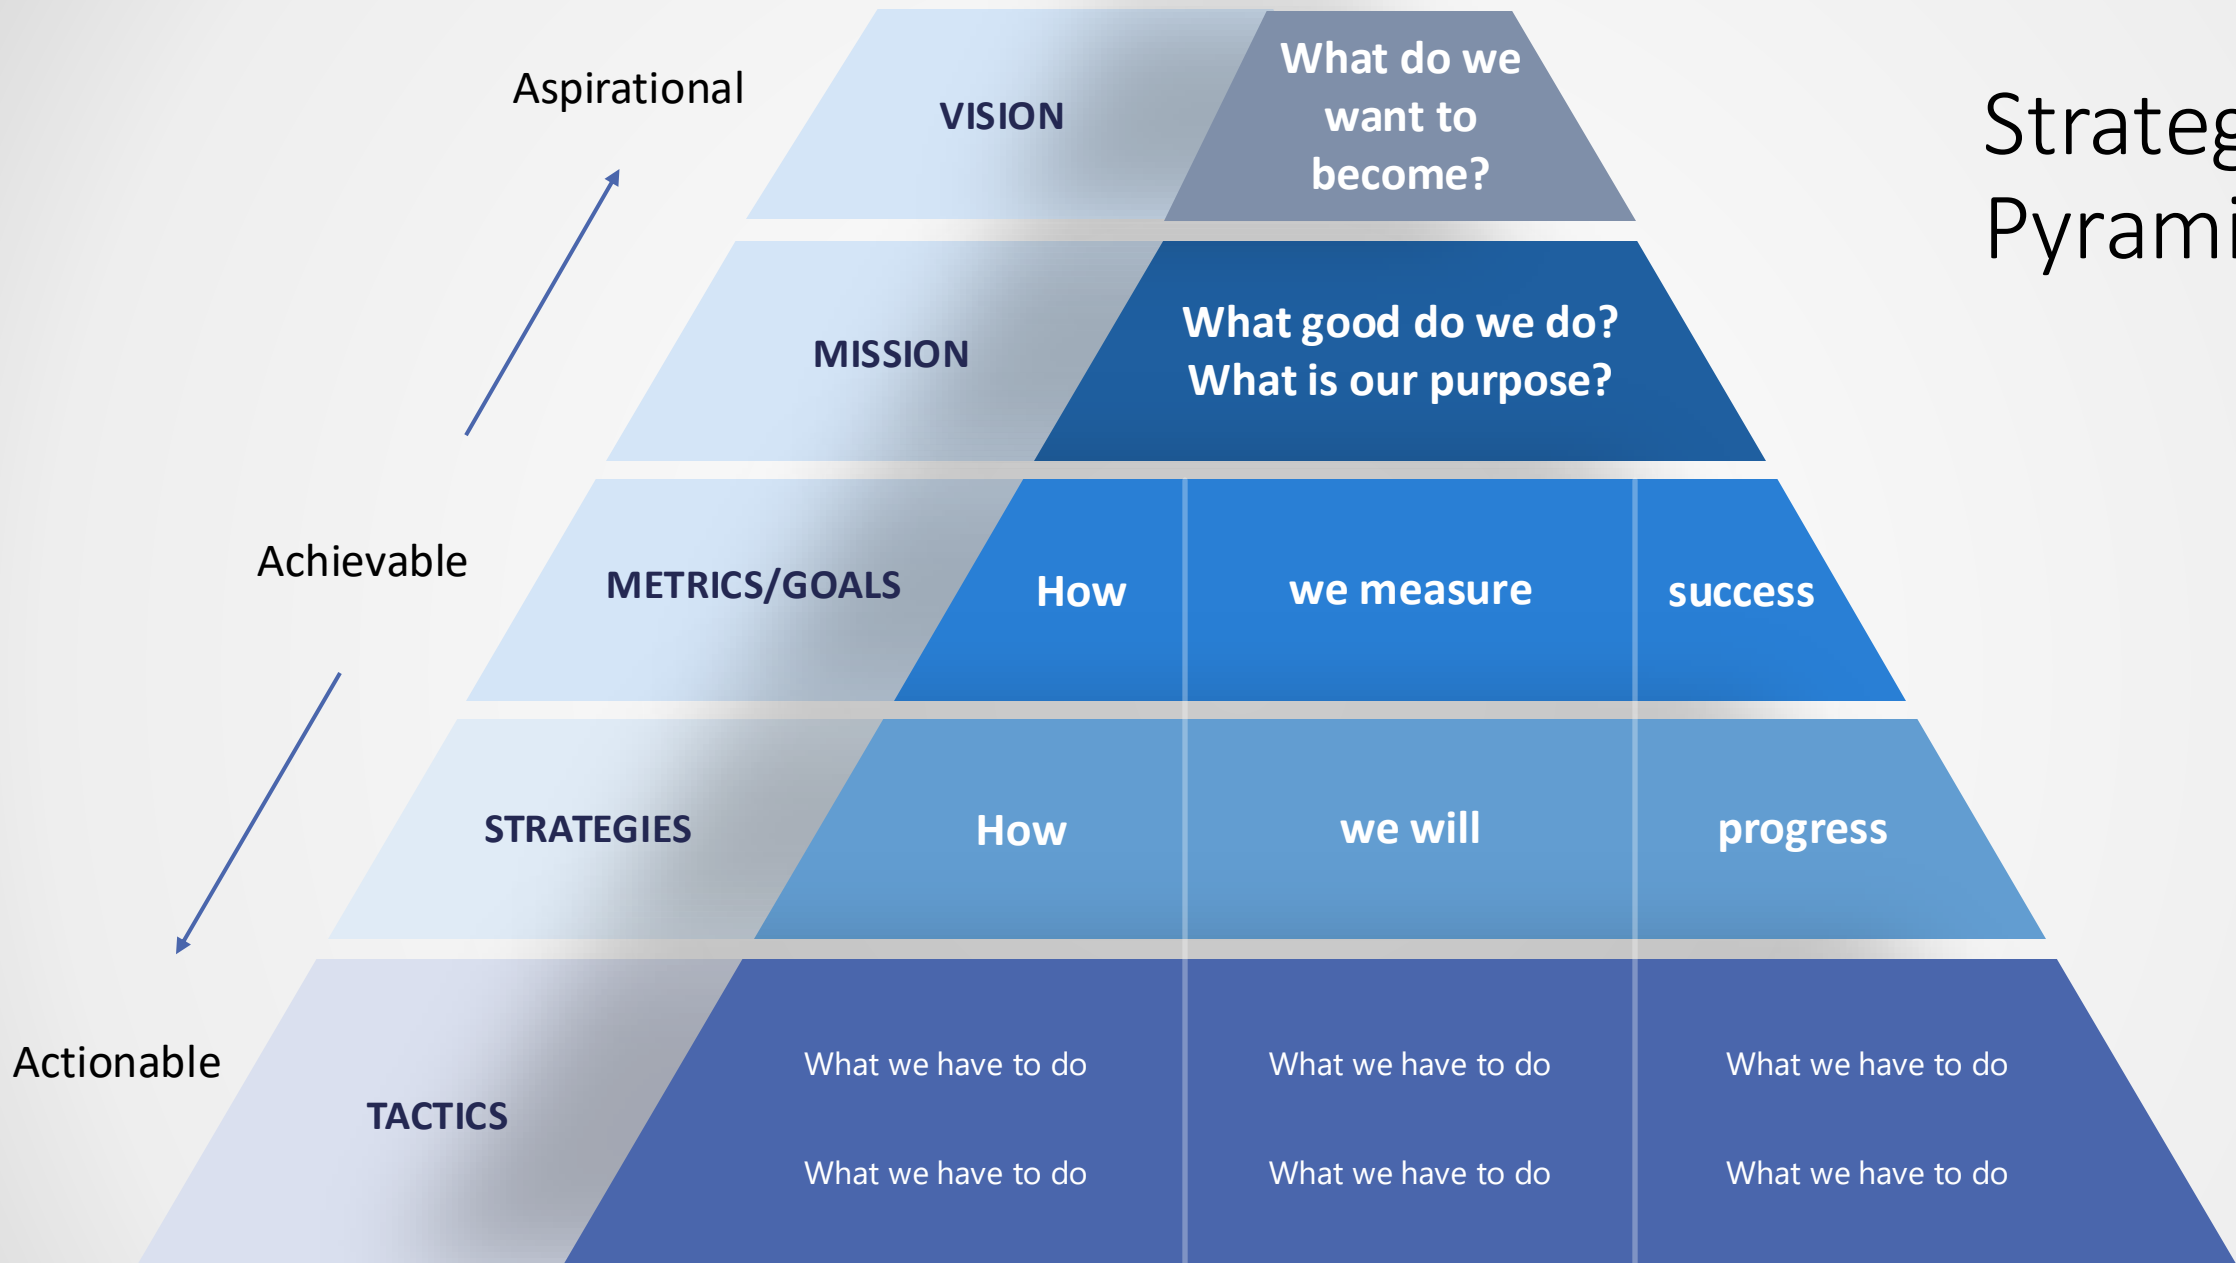 Strateg
Pyrami
Aspirational
VISION
What do we
want to
become?
MISSION
What good do we do?
What is our purpose?
Achievable
METRICS/GOALS
How we measure success
STRATEGIES
How we will progress
Actionable
TACTICS
What we have to do What we have to do What we have to do
What we have to do What we have to do What we have to do